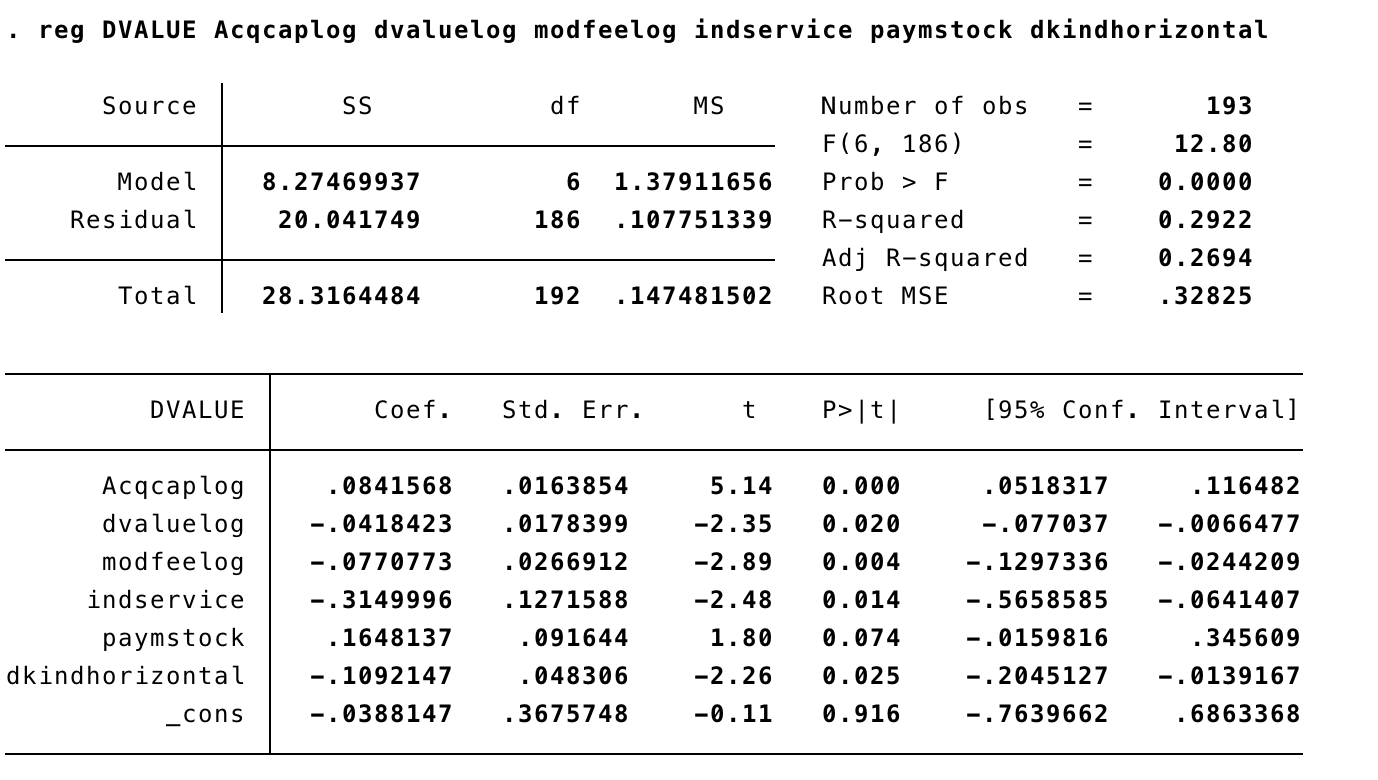 . reg DVALUE Acqcaplog dvaluelog modfeelog indservice paymstock dkindhorizontal
Source SS df MS Number of obs = 193
F(6, 186) = 12.80
Model 8.27469937 6 1.37911656 Prob > F = 0.0000
Residual 20.041749 186 .107751339 R-squared = 0.2922
Adj R-squared = 0.2694
Total 28.3164484 192 .147481502 Root MSE = .32825
DVALUE Coef. Std. Err. t P>|t| [95% Conf. Interval]
Acqcaplog .0841568 .0163854 5.14 0.000 .0518317 .116482
dvaluelog -.0418423 .0178399 -2.35 0.020 -.077037 -.0066477
modfeelog -.0770773 .0266912 -2.89 0.004 -.1297336 -.0244209
indservice -.3149996 .1271588 -2.48 0.014 -.5658585 -.0641407
paymstock .1648137 .091644 1.80 0.074 -.0159816 .345609
dkindhorizontal -.1092147 .048306 -2.26 0.025 -.2045127 -.0139167
_cons -.0388147 .3675748 -0.11 0.916 -.7639662 .6863368